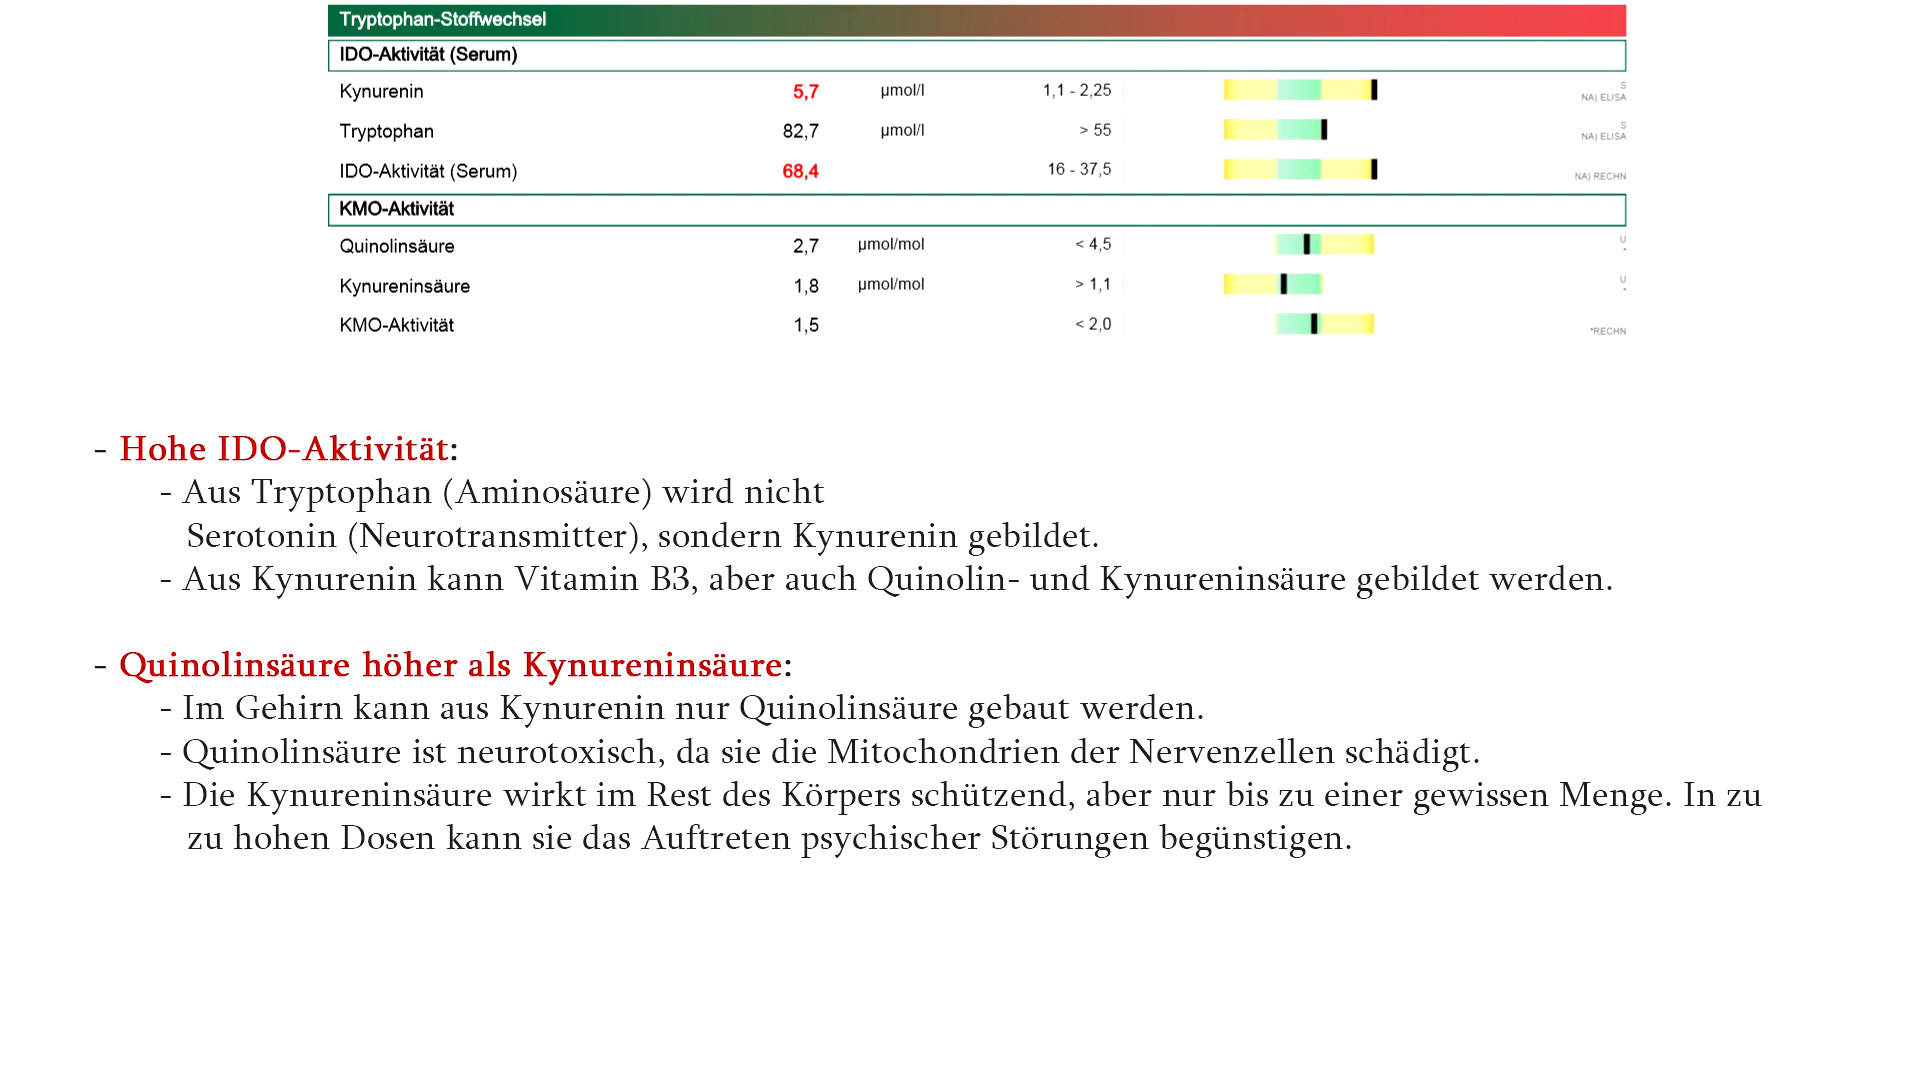 Tryptophan-Stoffwechsel
IDO-Aktivität (Serum)
Kynurenin 5,7 µmol/l 1,1 - 2,25 S NA) ELISA
Tryptophan 82,7 µmol/l > 55 S NA) ELISA
IDO-Aktivität (Serum) 68,4 16 - 37,5 NA) RECHN
KMO-Aktivität
Quinolinsäure 2,7 µmol/mol < 4,5 U *
Kynureninsäure 1,8 µmol/mol > 1,1 U *
KMO-Aktivität 1,5 < 2,0 *RECHN
- Hohe IDO-Aktivität:
- Aus Tryptophan (Aminosäure) wird nicht
Serotonin (Neurotransmitter), sondern Kynurenin gebildet.
- Aus Kynurenin kann Vitamin B3, aber auch Quinolin- und Kynureninsäure gebildet werden.
- Quinolinsäure höher als Kynureninsäure:
- Im Gehirn kann aus Kynurenin nur Quinolinsäure gebaut werden.
- Quinolinsäure ist neurotoxisch, da sie die Mitochondrien der Nervenzellen schädigt.
- Die Kynureninsäure wirkt im Rest des Körpers schützend, aber nur bis zu einer gewissen Menge. In zu
zu hohen Dosen kann sie das Auftreten psychischer Störungen begünstigen.